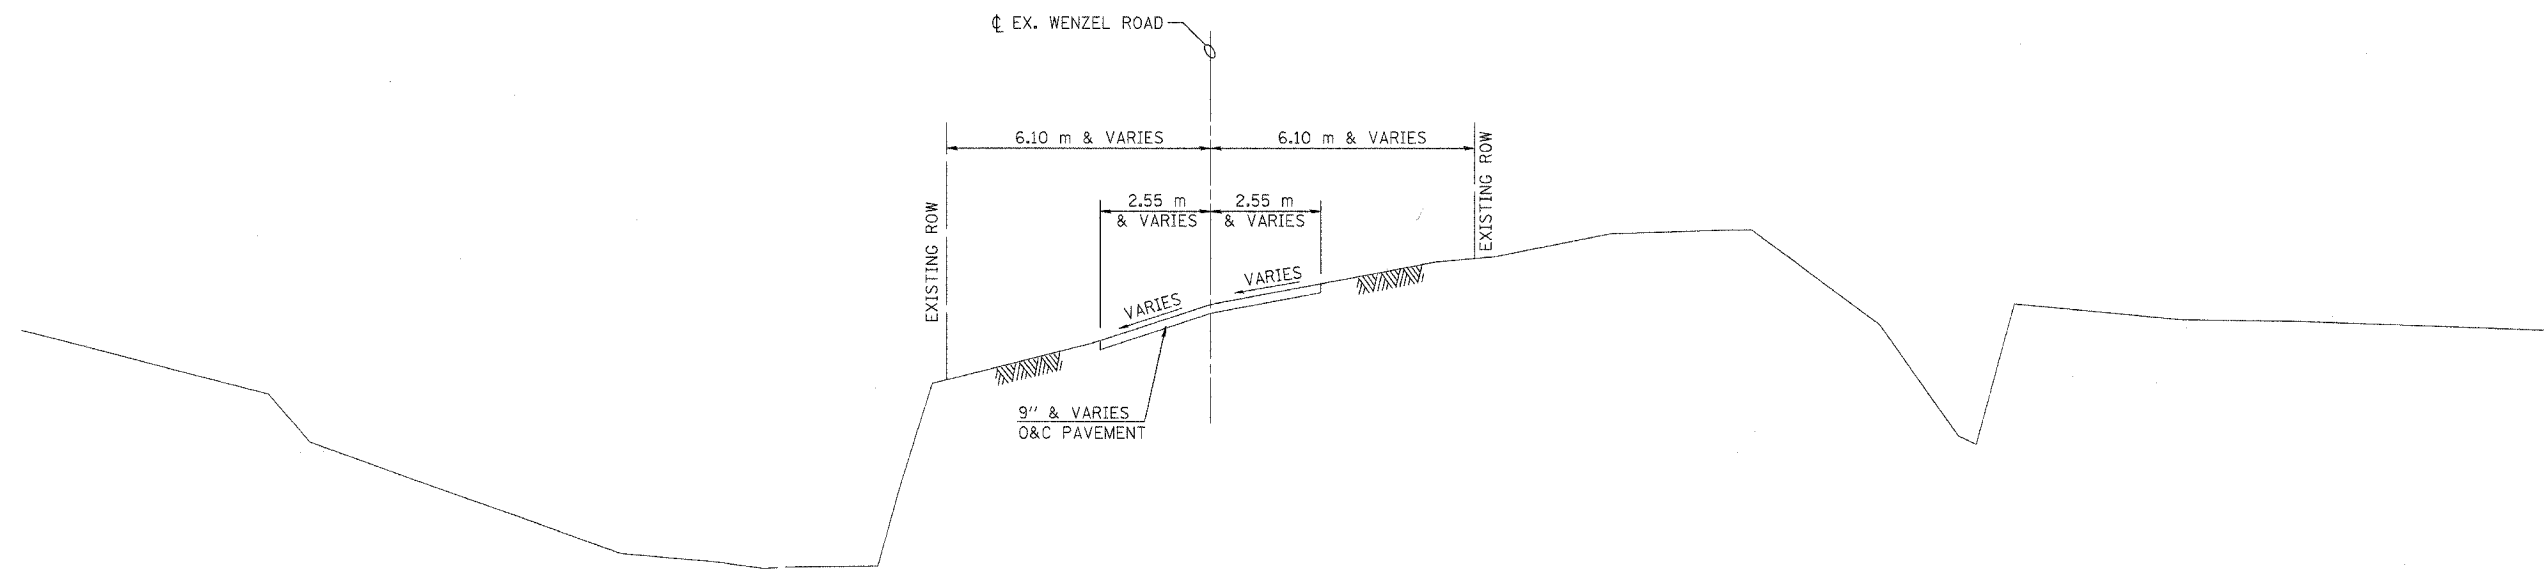 ℄ EX. WENZEL ROAD
6.10 m & VARIES
6.10 m & VARIES
EXISTING ROW
EXISTING ROW
2.55 m
& VARIES
2.55 m
& VARIES
VARIES
VARIES
9" & VARIES
O&C PAVEMENT